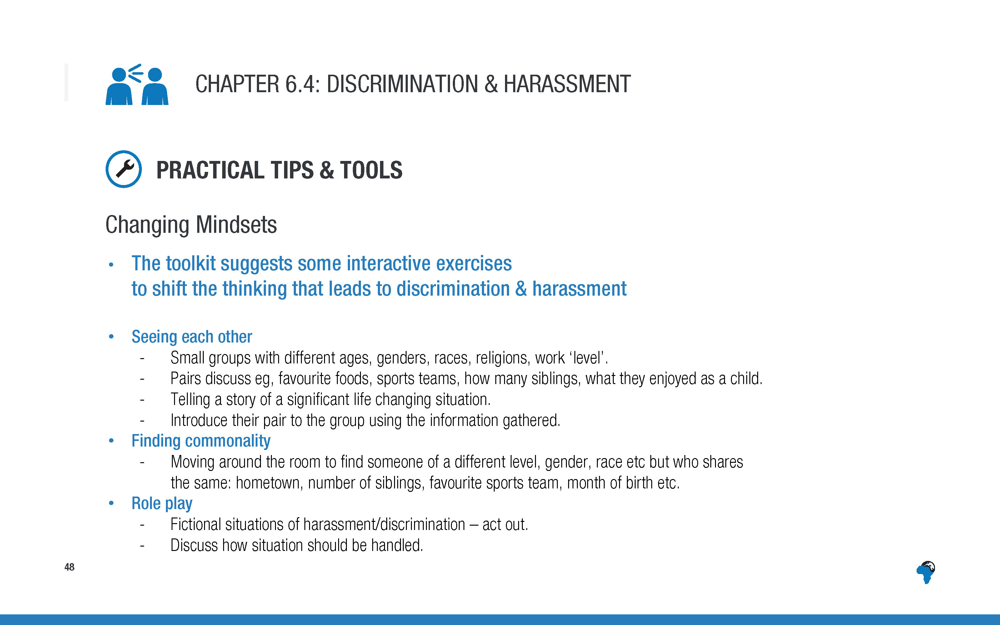 CHAPTER 6.4: DISCRIMINATION & HARASSMENT
PRACTICAL TIPS & TOOLS
Changing Mindsets
• The toolkit suggests some interactive exercises
to shift the thinking that leads to discrimination & harassment
• Seeing each other
- Small groups with different ages, genders, races, religions, work ‘level’.
- Pairs discuss eg, favourite foods, sports teams, how many siblings, what they enjoyed as a child.
- Telling a story of a significant life changing situation.
- Introduce their pair to the group using the information gathered.
• Finding commonality
- Moving around the room to find someone of a different level, gender, race etc but who shares
the same: hometown, number of siblings, favourite sports team, month of birth etc.
• Role play
- Fictional situations of harassment/discrimination – act out.
- Discuss how situation should be handled.
48